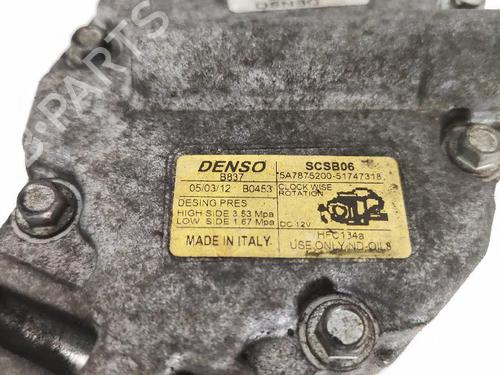 B-PARTS
DENSO
B837
05/03/12 B0453
DESING PRES
HIGH SIDE 3.53 Mpa
LOW SIDE 1.67 Mpa
MADE IN ITALY
SCSB06
5A7875200-51747318
CLOCK WISE
ROTATION
DC 12V
HFC134a
USE ONLY ND-OIL8